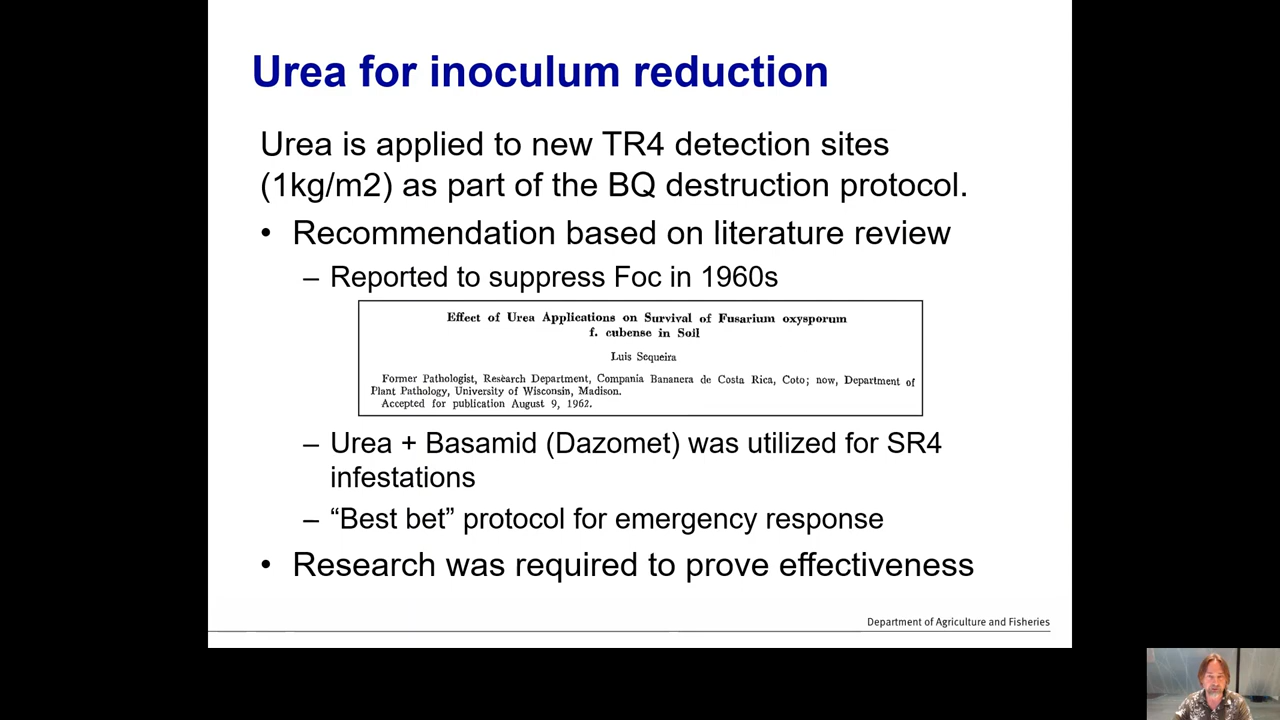 Urea for inoculum reduction
Urea is applied to new TR4 detection sites
(1kg/m2) as part of the BQ destruction protocol.
• Recommendation based on literature review
– Reported to suppress Foc in 1960s
Effect of Urea Applications on Survival of Fusarium oxysporum
f. cubense in Soil
Luis Sequeira
Former Pathologist, Research Department, Compania Bananera de Costa Rica, Coto; now, Department of
Plant Pathology, University of Wisconsin, Madison.
Accepted for publication August 9, 1962.
– Urea + Basamid (Dazomet) was utilized for SR4
infestations
– “Best bet” protocol for emergency response
• Research was required to prove effectiveness
Department of Agriculture and Fisheries